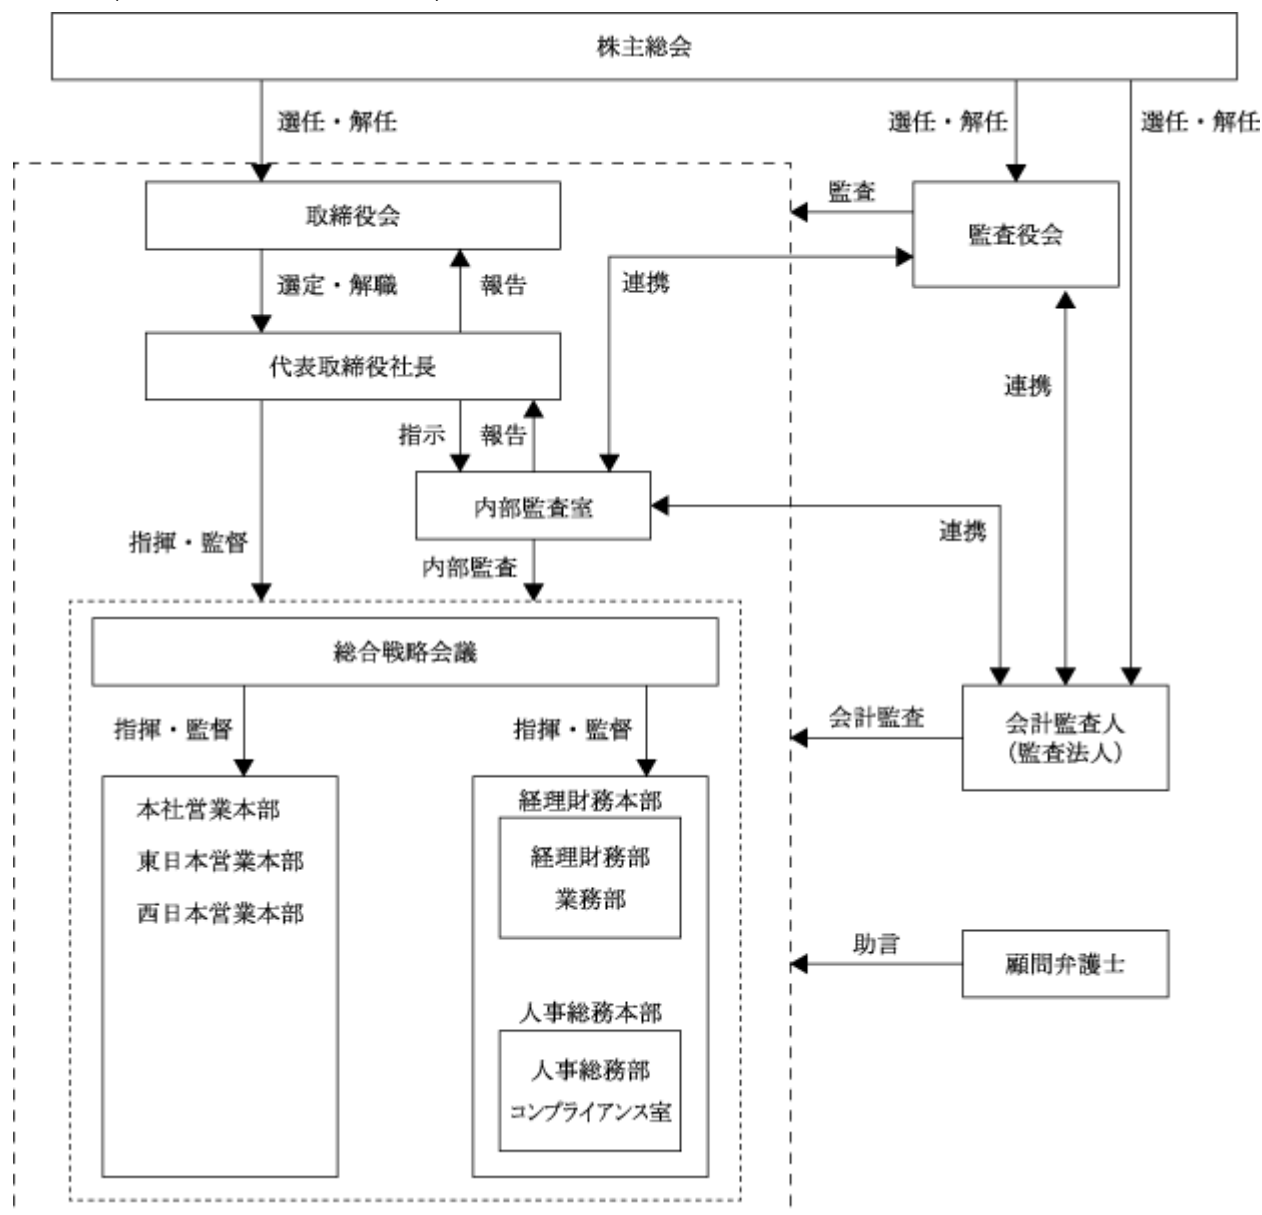 株主総会
選任・解任
選任・解任
選任・解任
取締役会
監査
監査役会
選定・解職
報告
連携
代表取締役社長
連携
指示
報告
内部監査室
連携
指揮・監督
内部監査
総合戦略会議
指揮・監督
指揮・監督
会計監査
会計監査人
(監査法人)
本社営業本部
東日本営業本部
西日本営業本部
経理財務本部
経理財務部
業務部
助言
顧問弁護士
人事総務本部
人事総務部
コンプライアンス室